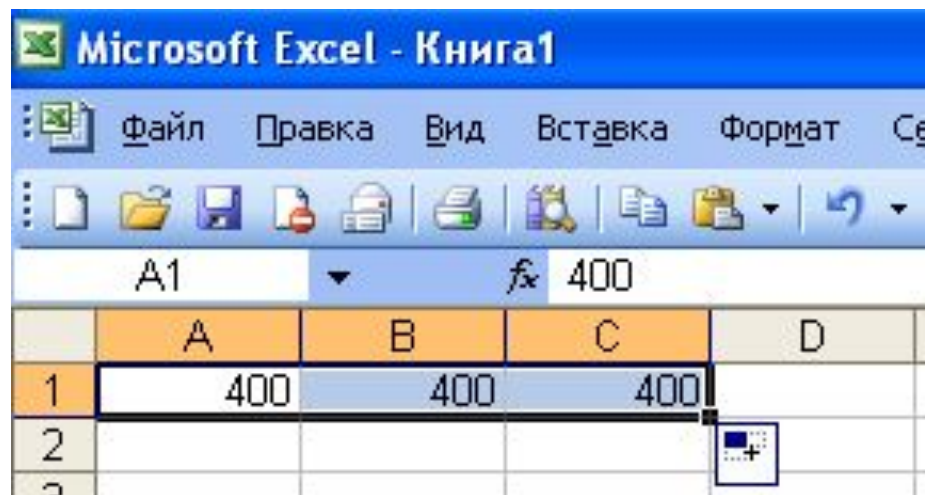 Microsoft Excel - Книга1
Файл Правка Вид Вставка Формат
A1 fx 400
A B C D
1 400 400 400
2